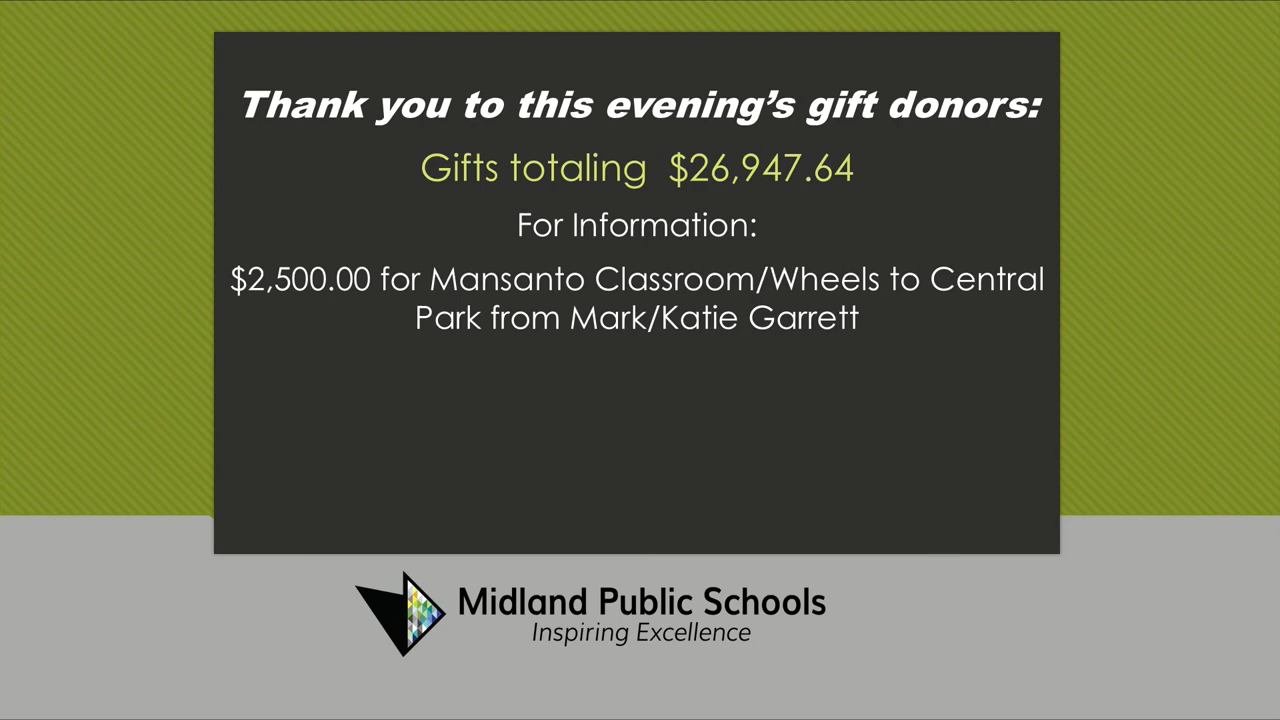 Thank you to this evening's gift donors:
Gifts totaling $26,947.64
For Information:
$2,500.00 for Mansanto Classroom/Wheels to Central
Park from Mark/Katie Garrett
Midland Public Schools
Inspiring Excellence